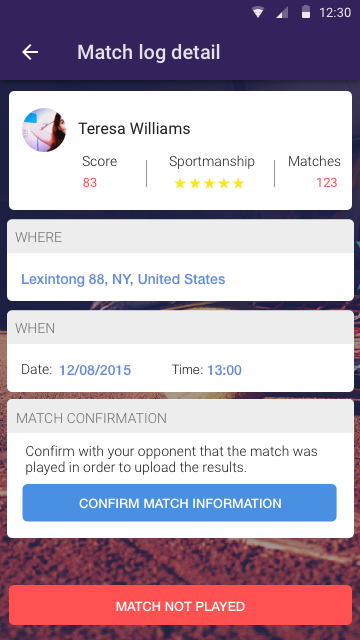 12:30
Match log detail
Teresa Williams
Score Sportmanship Matches
83 ★★★★★ 123
WHERE
Lexintong 88, NY, United States
WHEN
Date: 12/08/2015 Time: 13:00
MATCH CONFIRMATION
Confirm with your opponent that the match was
played in order to upload the results.
CONFIRM MATCH INFORMATION
MATCH NOT PLAYED